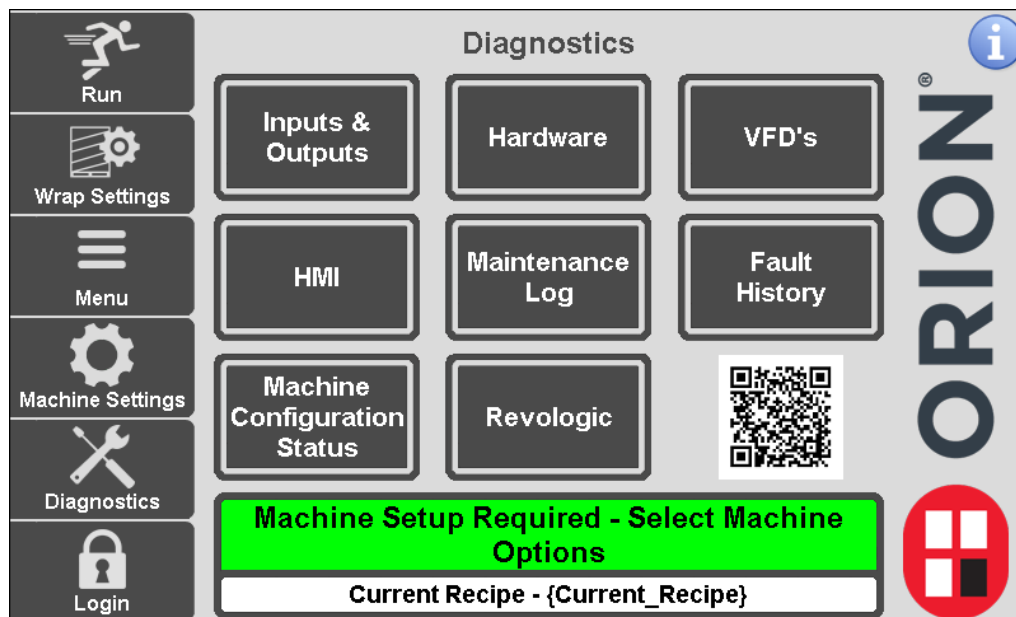 Run
Wrap Settings
Menu
Machine Settings
Diagnostics
Login
Diagnostics
i
Inputs &
Outputs
Hardware
VFD's
HMI
Maintenance
Log
Fault
History
Machine
Configuration
Status
Revologic
Machine Setup Required - Select Machine
Options
Current Recipe - {Current_Recipe}
ORION®